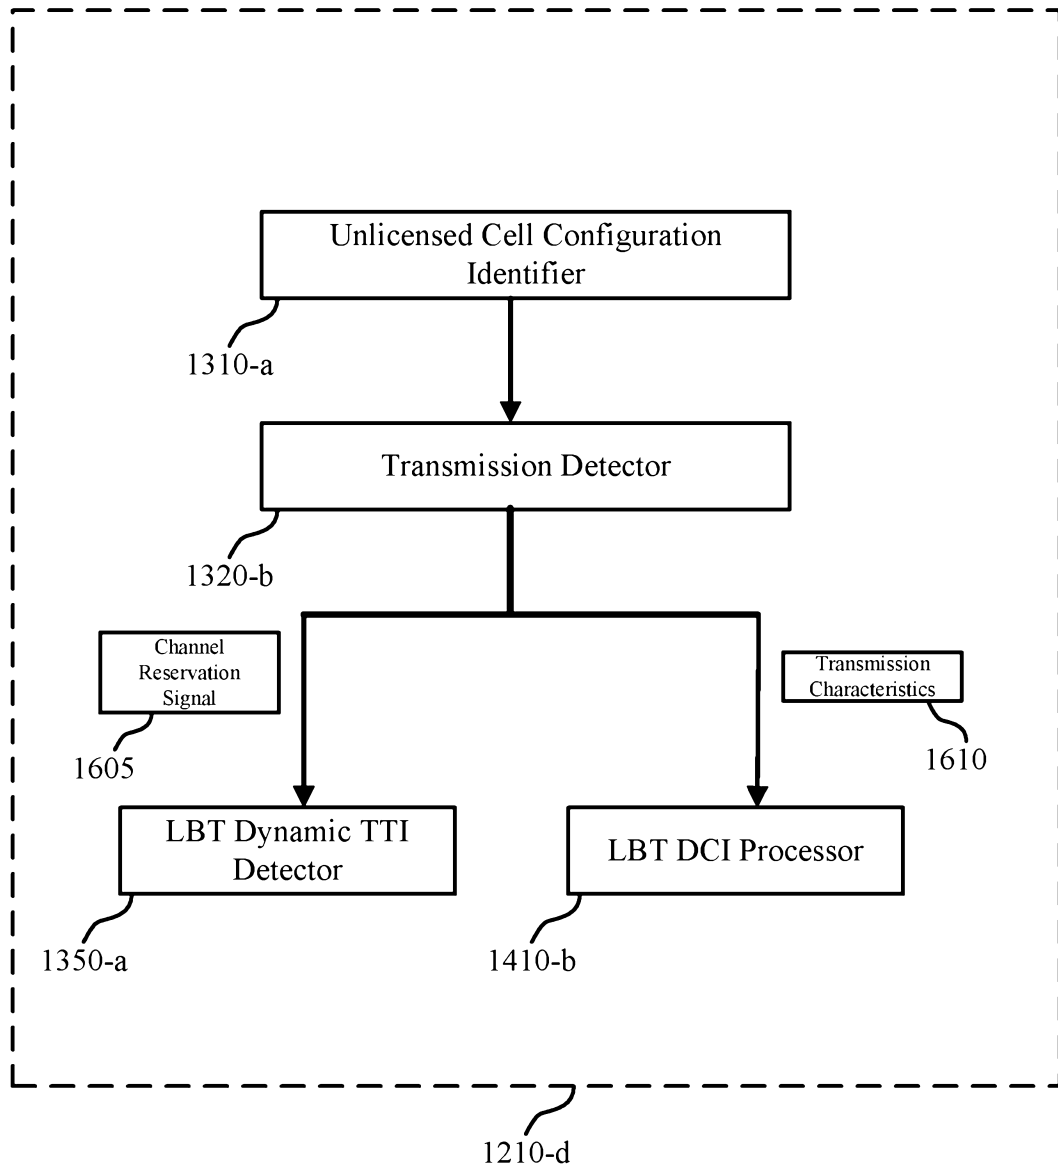 Unlicensed Cell Configuration
Identifier
1310-a
Transmission Detector
1320-b
Channel
Reservation
Signal
1605
Transmission
Characteristics
1610
LBT Dynamic TTI
Detector
1350-a
LBT DCI Processor
1410-b
1210-d